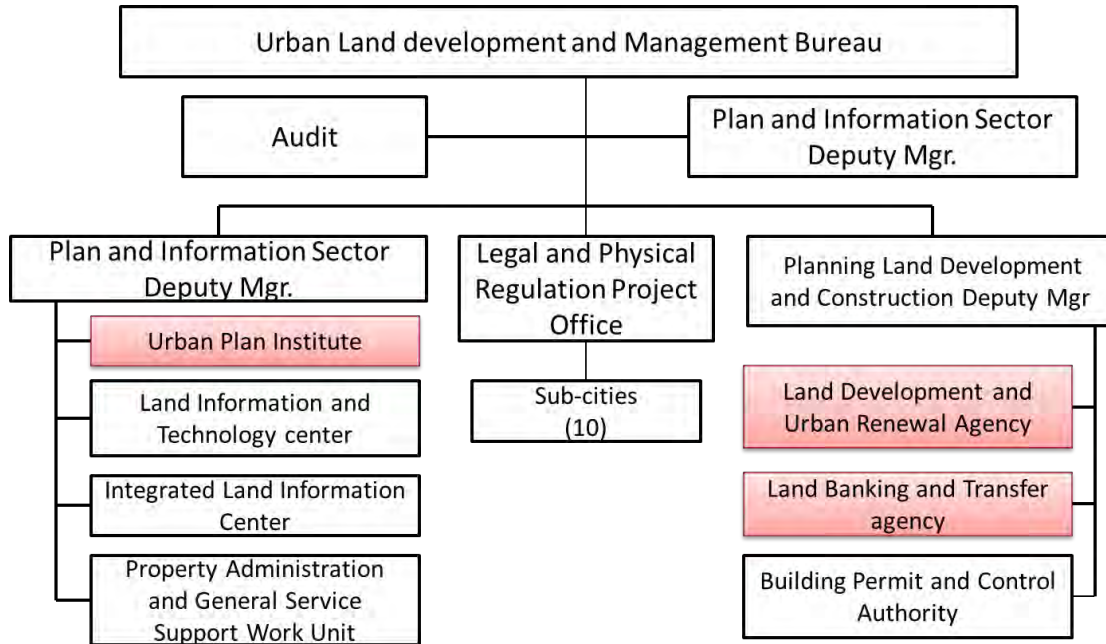 Urban Land development and Management Bureau
Audit
Plan and Information Sector
Deputy Mgr.
Plan and Information Sector
Deputy Mgr.
Urban Plan Institute
Land Information and
Technology center
Integrated Land Information
Center
Property Administration
and General Service
Support Work Unit
Legal and Physical
Regulation Project
Office
Sub-cities
(10)
Planning Land Development
and Construction Deputy Mgr
Land Development and
Urban Renewal Agency
Land Banking and Transfer
agency
Building Permit and Control
Authority